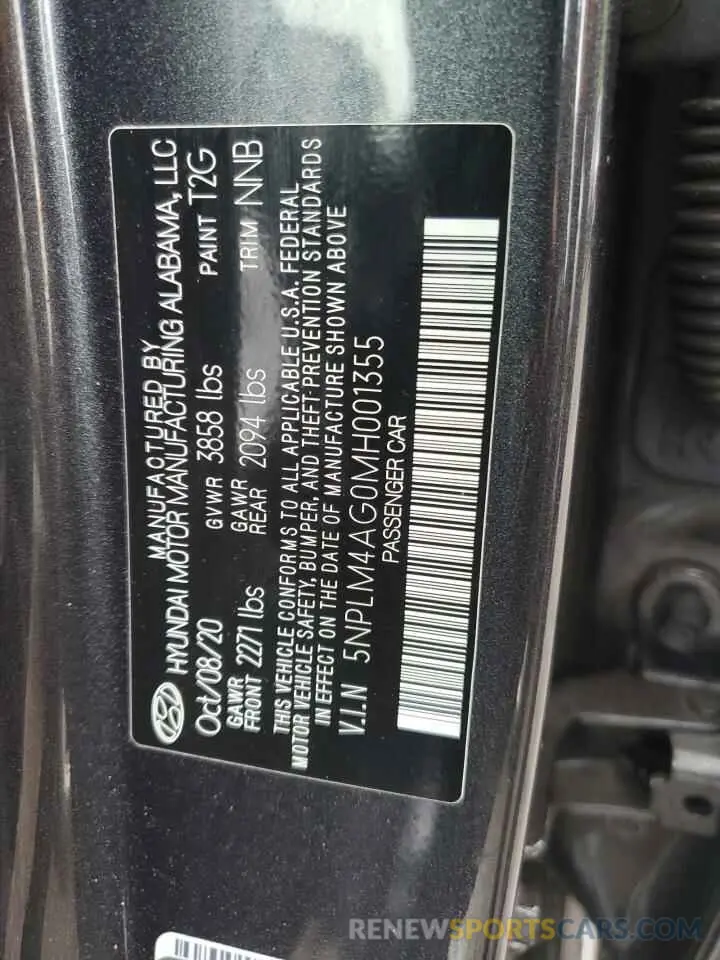 MANUFACTURED BY
HYUNDAI MOTOR MANUFACTURING ALABAMA, LLC
Oct/08/20 GVWR 3858 lbs PAINT T2G
GAWR FRONT 2271 lbs GAWR REAR 2094 lbs TRIM NNB
THIS VEHICLE CONFORMS TO ALL APPLICABLE U.S.A. FEDERAL
MOTOR VEHICLE SAFETY, BUMPER, AND THEFT PREVENTION STANDARDS
IN EFFECT ON THE DATE OF MANUFACTURE SHOWN ABOVE
V.I.N 5NPLM4AG0MH001355
PASSENGER CAR
RENEWSPORTSCARS.COM